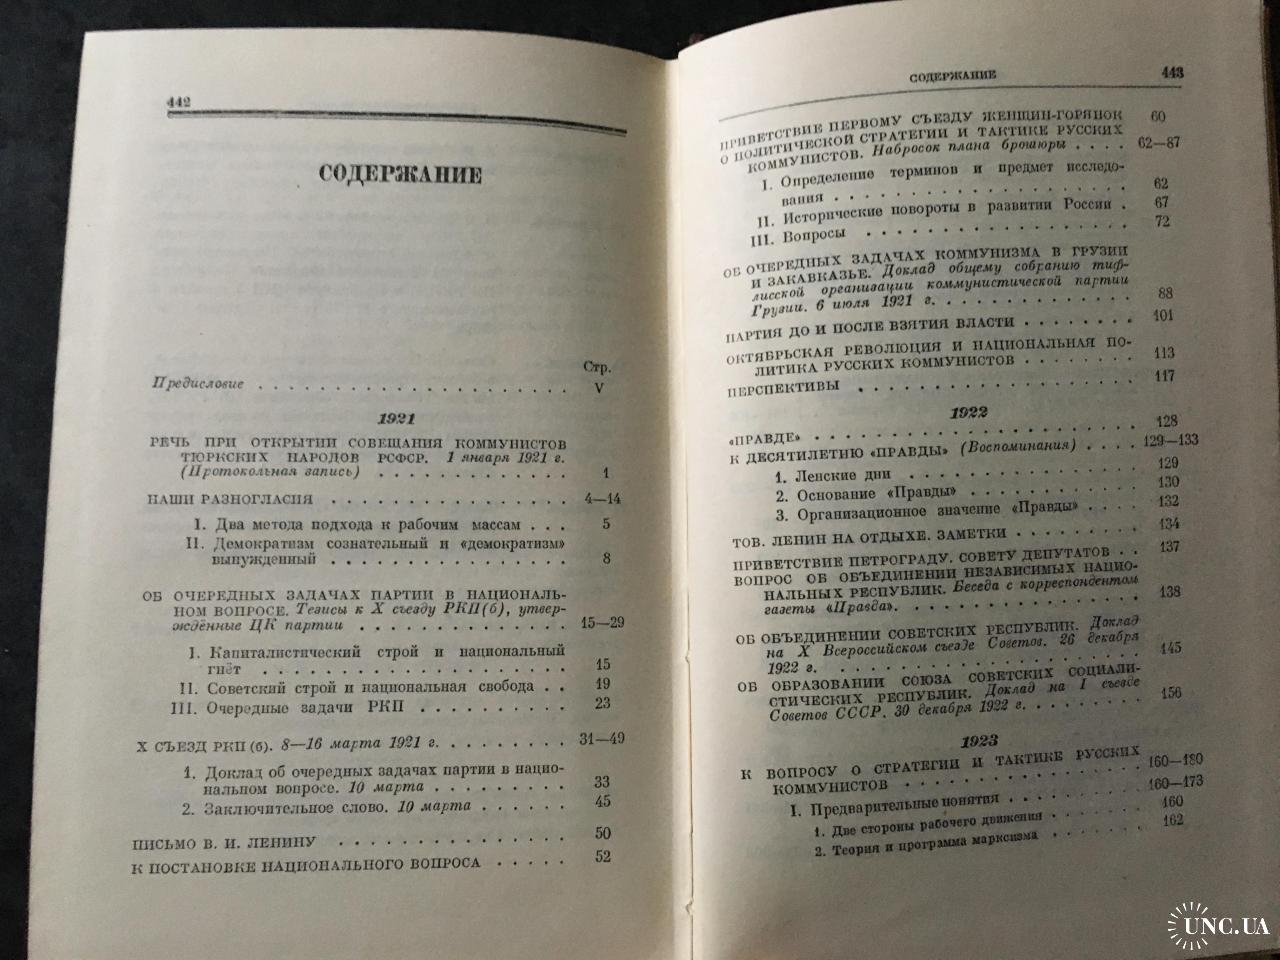 442
СОДЕРЖАНИЕ
Стр.
Предисловие . . . . . . . . . . . . . . . . . . . . . V
1921
РЕЧЬ ПРИ ОТКРЫТИИ СОВЕЩАНИЯ КОММУНИСТОВ
ТЮРКСКИХ НАРОДОВ РСФСР. 1 января 1921 г.
(Протокольная запись) . . . . . . . . . . . . . 1
НАШИ РАЗНОГЛАСИЯ . . . . . . . . . . . . . . . . 4—14
I. Два метода подхода к рабочим массам . . . 5
II. Демократизм сознательный и «демократизм»
вынужденный . . . . . . . . . . . . . . . . 8
ОБ ОЧЕРЕДНЫХ ЗАДАЧАХ ПАРТИИ В НАЦИОНАЛЬ-
НОМ ВОПРОСЕ. Тезисы к X съезду РКП(б), утвер-
ждённые ЦК партии . . . . . . . . . . . . . . 15—29
I. Капиталистический строй и национальный
гнёт . . . . . . . . . . . . . . . . . . . . 15
II. Советский строй и национальная свобода . . 19
III. Очередные задачи РКП . . . . . . . . . . 23
X СЪЕЗД РКП(б). 8—16 марта 1921 г. . . . . . . . . 31—49
1. Доклад об очередных задачах партии в нацио-
нальном вопросе. 10 марта . . . . . . . . . 33
2. Заключительное слово. 10 марта . . . . . . 45
ПИСЬМО В. И. ЛЕНИНУ . . . . . . . . . . . . . . . 50
К ПОСТАНОВКЕ НАЦИОНАЛЬНОГО ВОПРОСА . . . . . 52
СОДЕРЖАНИЕ 443
ПРИВЕТСТВИЕ ПЕРВОМУ СЪЕЗДУ ЖЕНЩИН-ГОРЯНОК 60
О ПОЛИТИЧЕСКОЙ СТРАТЕГИИ И ТАКТИКЕ РУССКИХ
КОММУНИСТОВ. Набросок плана брошюры . . . . 62—87
I. Определение терминов и предмет исследо-
вания . . . . . . . . . . . . . . . . . . . 62
II. Исторические повороты в развитии России . 67
III. Вопросы . . . . . . . . . . . . . . . . . 72
ОБ ОЧЕРЕДНЫХ ЗАДАЧАХ КОММУНИЗМА В ГРУЗИИ
И ЗАКАВКАЗЬЕ. Доклад общему собранию тиф-
лисской организации коммунистической партии
Грузии. 6 июля 1921 г. . . . . . . . . . . . . . 88
ПАРТИЯ ДО И ПОСЛЕ ВЗЯТИЯ ВЛАСТИ . . . . . . . . 101
ОКТЯБРЬСКАЯ РЕВОЛЮЦИЯ И НАЦИОНАЛЬНАЯ ПО-
ЛИТИКА РУССКИХ КОММУНИСТОВ . . . . . . . . 113
ПЕРСПЕКТИВЫ . . . . . . . . . . . . . . . . . . . 117
1922
«ПРАВДЕ» . . . . . . . . . . . . . . . . . . . . . 128
К ДЕСЯТИЛЕТИЮ «ПРАВДЫ» (Воспоминания) . . . . 129—133
1. Ленские дни . . . . . . . . . . . . . . . . 129
2. Основание «Правды» . . . . . . . . . . . . 130
3. Организационное значение «Правды» . . . . 132
ТОВ. ЛЕНИН НА ОТДЫХЕ. ЗАМЕТКИ . . . . . . . . . 134
ПРИВЕТСТВИЕ ПЕТРОГРАДУ. СОВЕТУ ДЕПУТАТОВ . . 137
ВОПРОС ОБ ОБЪЕДИНЕНИИ НЕЗАВИСИМЫХ НАЦИО-
НАЛЬНЫХ РЕСПУБЛИК. Беседа с корреспондентом
газеты «Правда». . . . . . . . . . . . . . . . . 138
ОБ ОБЪЕДИНЕНИИ СОВЕТСКИХ РЕСПУБЛИК. Доклад
на X Всероссийском съезде Советов. 26 декабря
1922 г. . . . . . . . . . . . . . . . . . . . . . 145
ОБ ОБРАЗОВАНИИ СОЮЗА СОВЕТСКИХ СОЦИАЛИ-
СТИЧЕСКИХ РЕСПУБЛИК. Доклад на I съезде
Советов СССР. 30 декабря 1922 г. . . . . . . . . 156
1923
К ВОПРОСУ О СТРАТЕГИИ И ТАКТИКЕ РУССКИХ
КОММУНИСТОВ . . . . . . . . . . . . . . . . . 160—180
I. Предварительные понятия . . . . . . . . . 160—173
1. Две стороны рабочего движения . . . . . 160
2. Теория и программа марксизма . . . . . . 162
UNC.UA